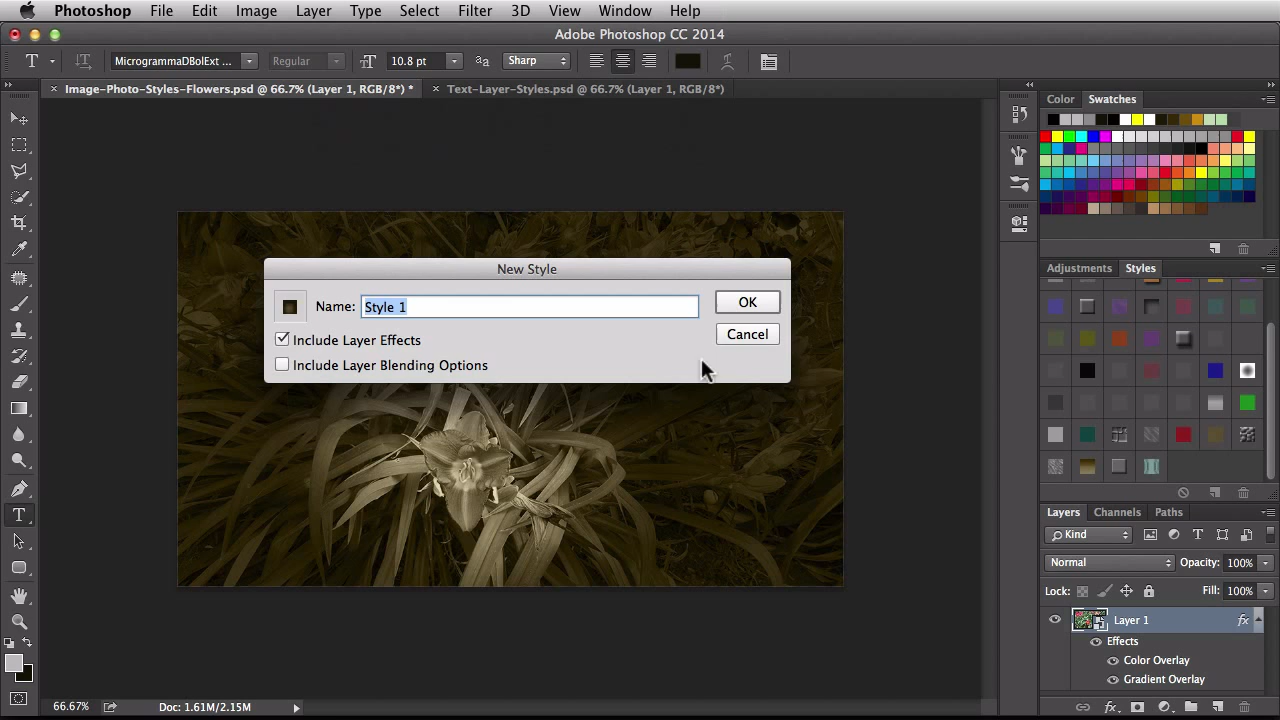 Photoshop File Edit Image Layer Type Select Filter 3D View Window Help
Adobe Photoshop CC 2014
T MicrogrammaDBolExt ... Regular 10.8 pt Sharp
Image-Photo-Styles-Flowers.psd @ 66.7% (Layer 1, RGB/8*) * Text-Layer-Styles.psd @ 66.7% (Layer 1, RGB/8*)
Color Swatches
New Style
Name: Style 1 OK
Include Layer Effects Cancel
Include Layer Blending Options
Adjustments Styles
Layers Channels Paths
Kind
Normal Opacity: 100%
Lock: Fill: 100%
Layer 1 fx
Effects
Color Overlay
Gradient Overlay
66.67% Doc: 1.61M/2.15M
fx